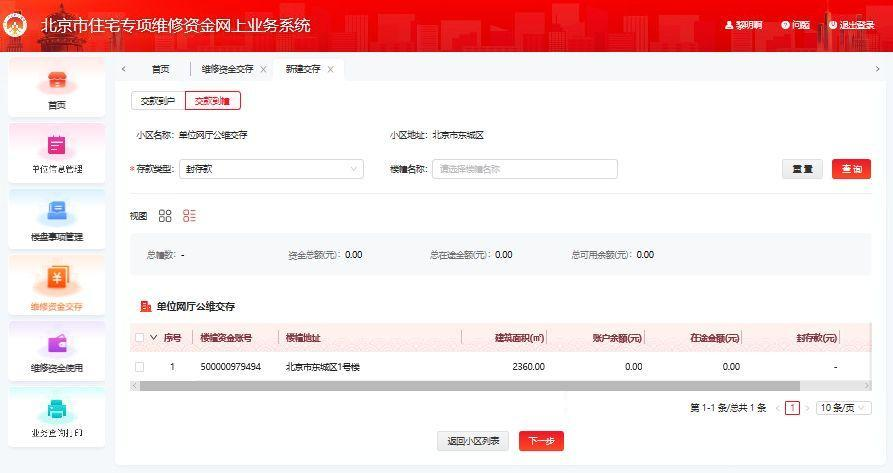 北京市住宅专项维修资金网上业务系统
黎明啊 问题 退出登录
首页 维修资金交存 新建交存
首页
单位信息管理
楼盘事项管理
维修资金交存
维修资金使用
业务查询打印
交款到户 交款到幢
小区名称: 单位网厅公维交存 小区地址: 北京市东城区
*存款类型: 封存款 楼幢名称: 请选择楼幢名称 重置 查询
视图
总幢数: - 资金总额(元): 0.00 总在途金额(元): 0.00 总可用余额(元): 0.00
单位网厅公维交存
序号 楼幢资金账号 楼幢地址 建筑面积(㎡) 账户余额(元) 在途金额(元) 封存款(元)
1 500000979494 北京市东城区1号楼 2360.00 0.00 0.00 -
第 1-1 条/总共 1 条 1 10 条/页
返回小区列表 下一步